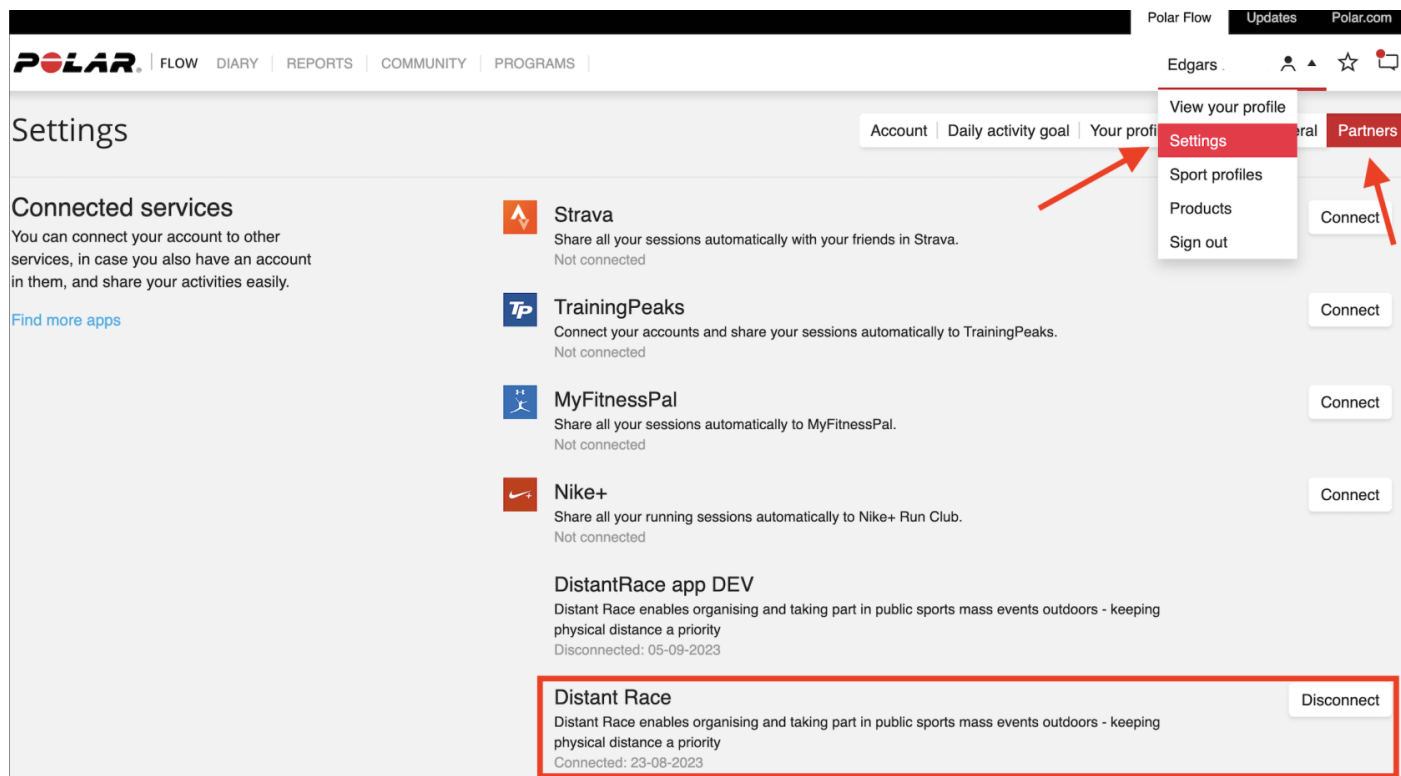 Polar Flow Updates Polar.com
POLAR. FLOW DIARY REPORTS COMMUNITY PROGRAMS Edgars .
View your profile
Settings
Sport profiles
Products
Sign out
Settings
Account Daily activity goal Your profi eral Partners
Connected services
You can connect your account to other
services, in case you also have an account
in them, and share your activities easily.
Find more apps
Strava
Share all your sessions automatically with your friends in Strava.
Not connected
Connect
TP
TrainingPeaks
Connect your accounts and share your sessions automatically to TrainingPeaks.
Not connected
Connect
MyFitnessPal
Share all your sessions automatically to MyFitnessPal.
Not connected
Connect
Nike+
Share all your running sessions automatically to Nike+ Run Club.
Not connected
Connect
DistantRace app DEV
Distant Race enables organising and taking part in public sports mass events outdoors - keeping
physical distance a priority
Disconnected: 05-09-2023
Distant Race
Distant Race enables organising and taking part in public sports mass events outdoors - keeping
physical distance a priority
Connected: 23-08-2023
Disconnect